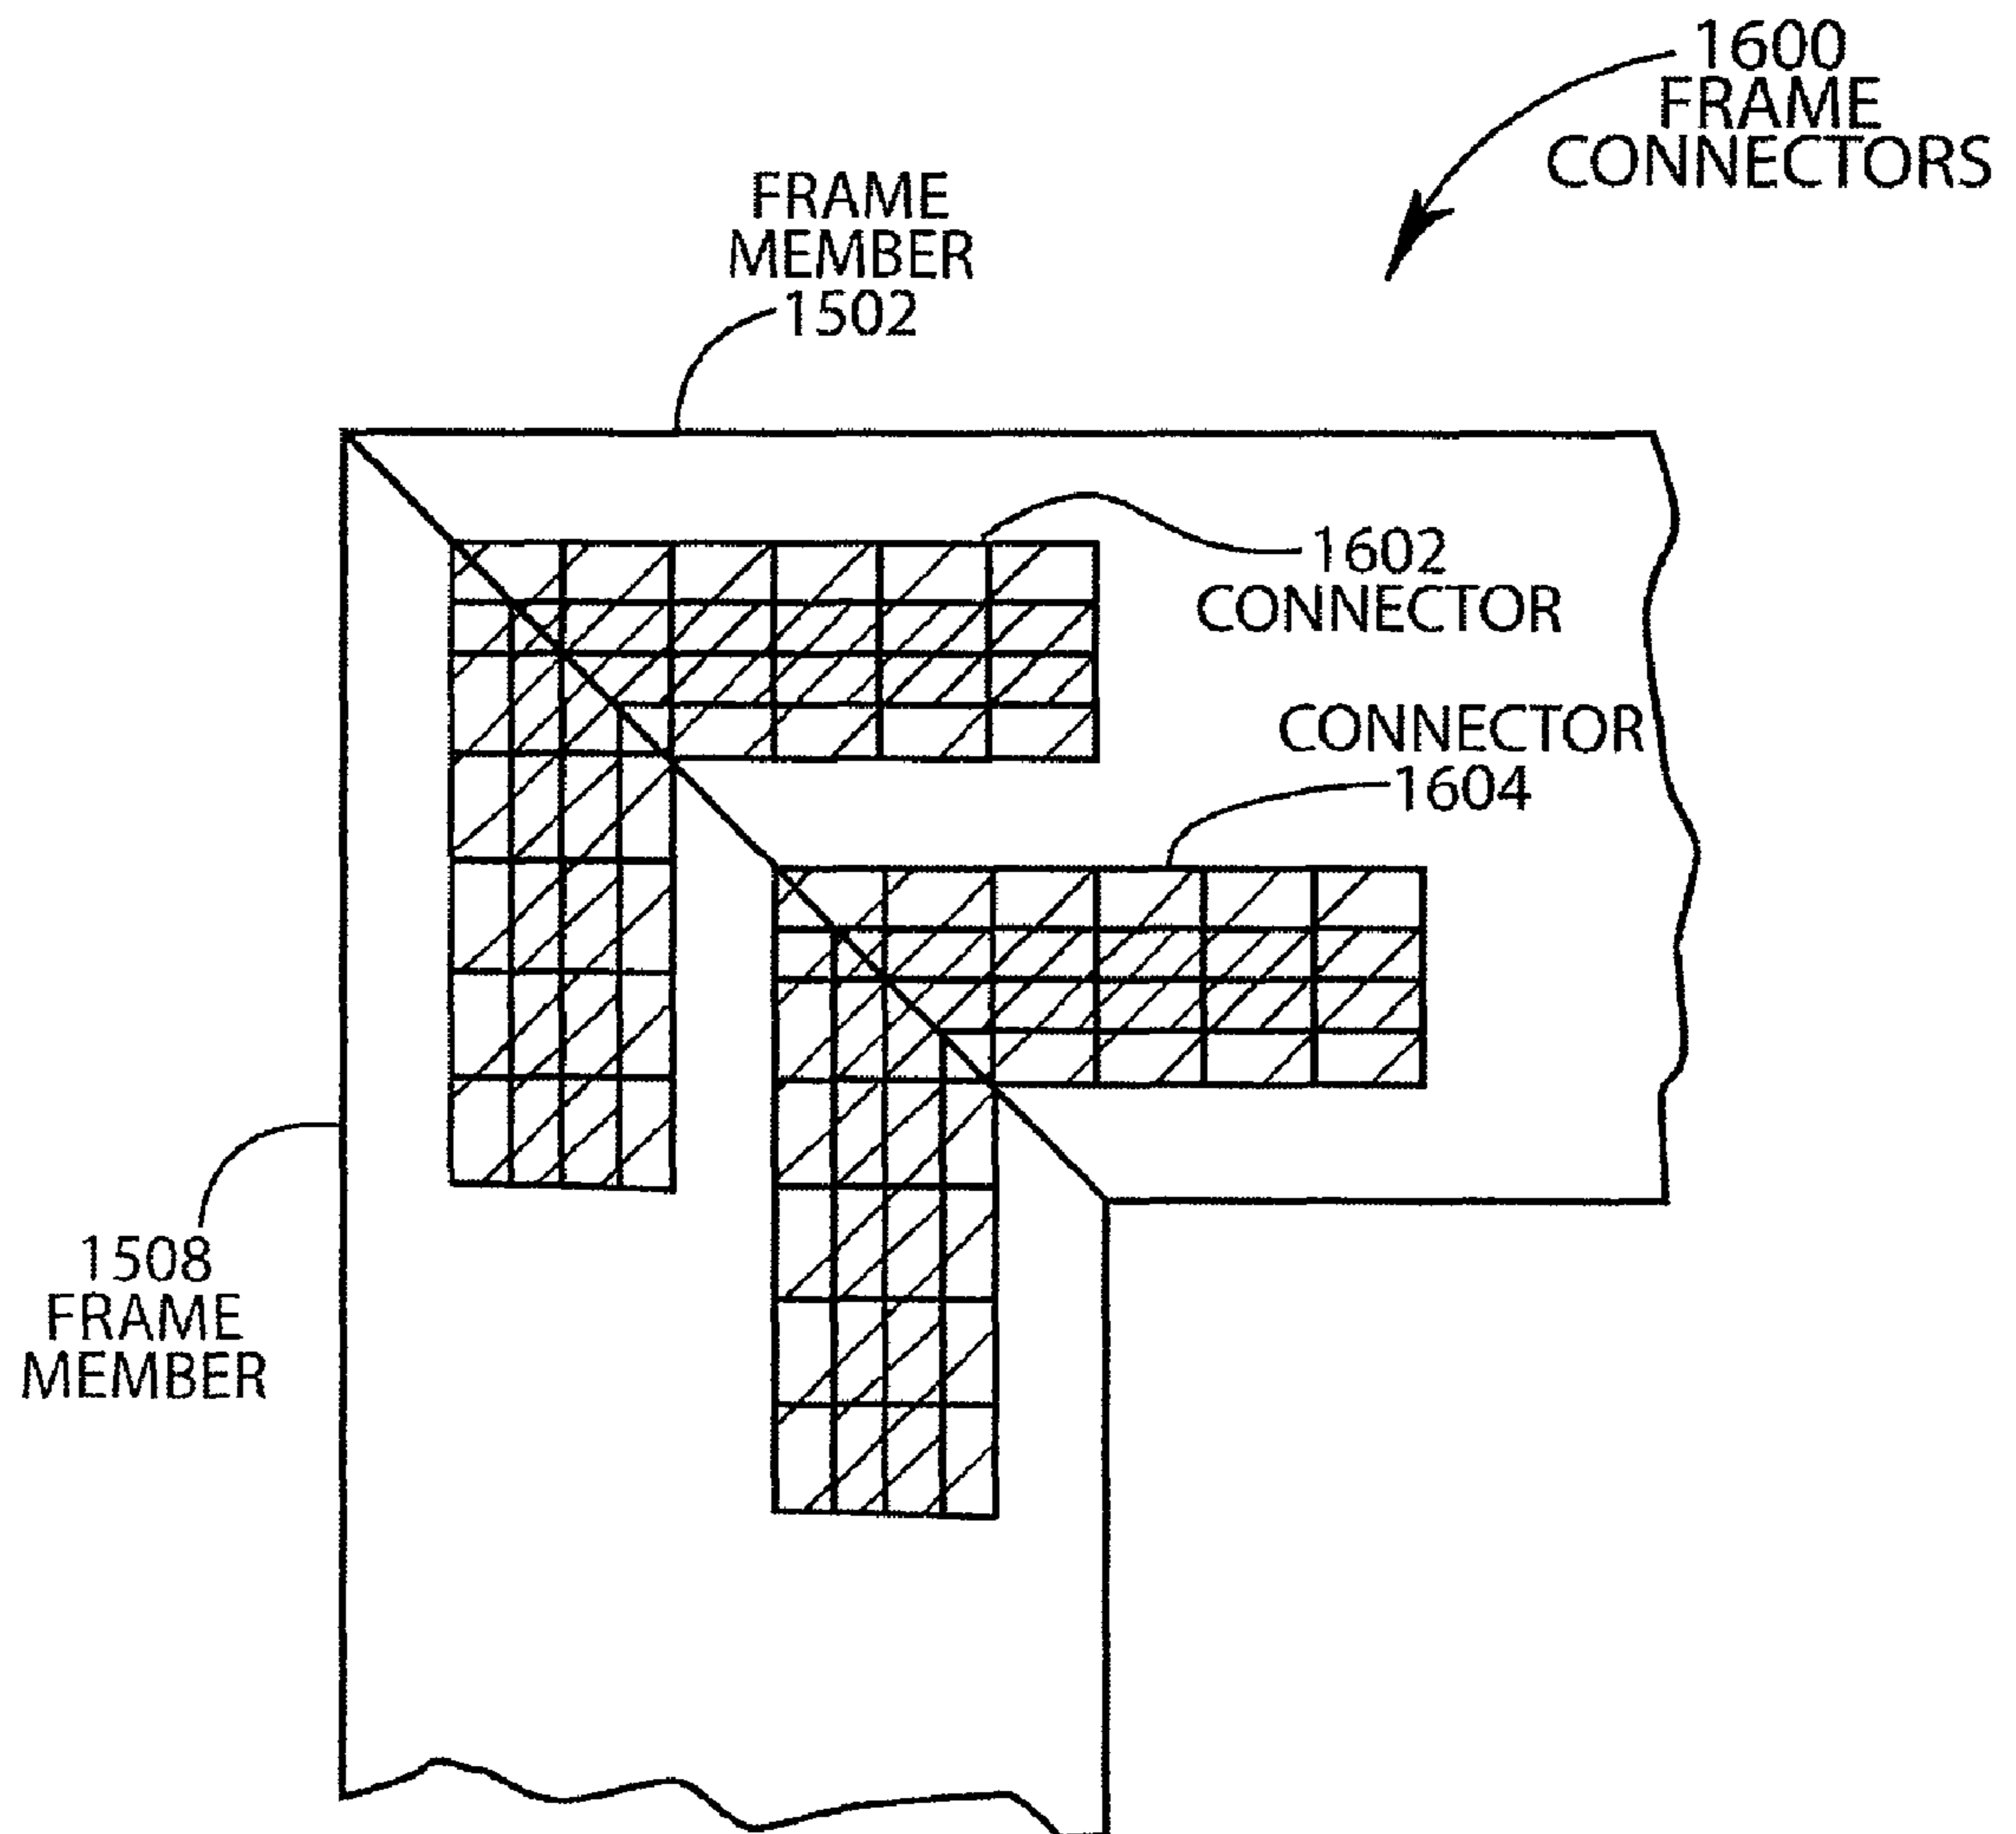 1600
FRAME
CONNECTORS
FRAME
MEMBER
1502
1602
CONNECTOR
CONNECTOR
1604
1508
FRAME
MEMBER